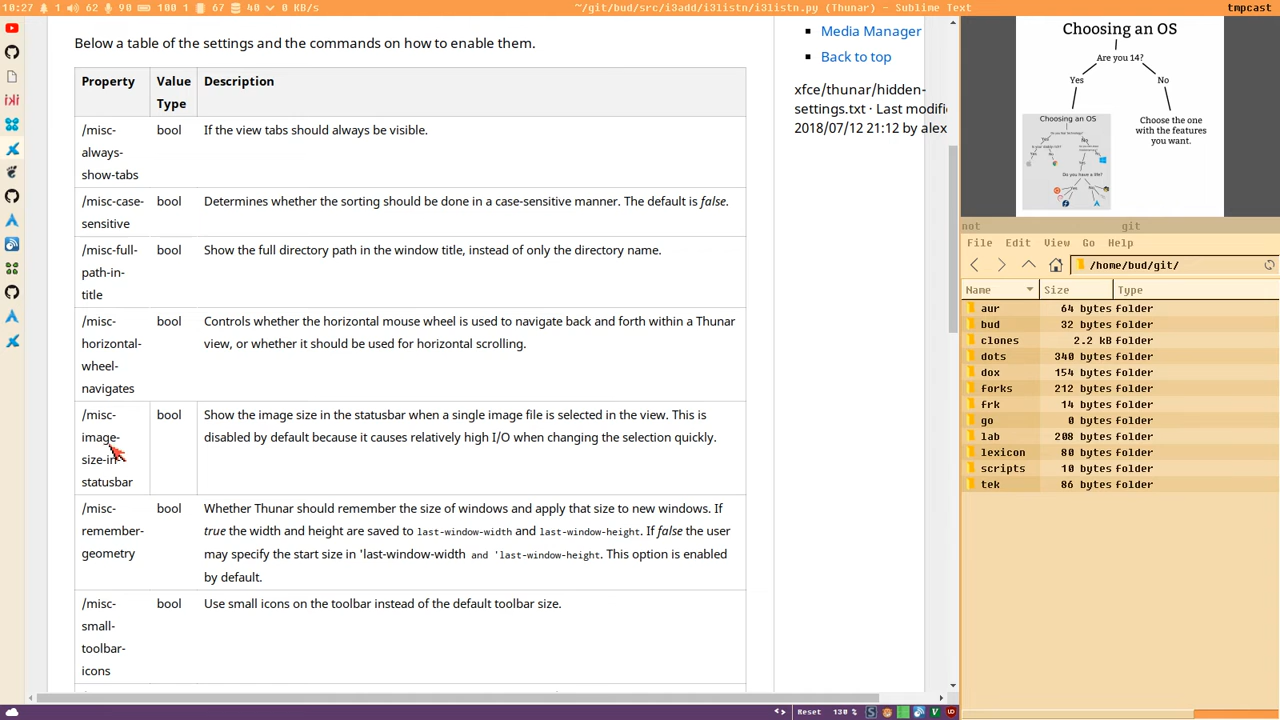 10:27 1 62 90 1 67 40 0 KB/s
~/git/bud/src/i3add/i3listn/i3listn.py (Thunar) - Sublime Text
tmpcast
Below a table of the settings and the commands on how to enable them.
Property Value Type Description
/misc-always-show-tabs bool If the view tabs should always be visible.
/misc-case-sensitive bool Determines whether the sorting should be done in a case-sensitive manner. The default is false.
/misc-full-path-in-title bool Show the full directory path in the window title, instead of only the directory name.
/misc-horizontal-wheel-navigates bool Controls whether the horizontal mouse wheel is used to navigate back and forth within a Thunar
view, or whether it should be used for horizontal scrolling.
/misc-image-size-in-statusbar bool Show the image size in the statusbar when a single image file is selected in the view. This is
disabled by default because it causes relatively high I/O when changing the selection quickly.
/misc-remember-geometry bool Whether Thunar should remember the size of windows and apply that size to new windows. If
true the width and height are saved to last-window-width and last-window-height. If false the user
may specify the start size in 'last-window-width and 'last-window-height. This option is enabled
by default.
/misc-small-toolbar-icons bool Use small icons on the toolbar instead of the default toolbar size.
Media Manager
Back to top
xfce/thunar/hidden-
settings.txt · Last modifi
2018/07/12 21:12 by alex
Choosing an OS
Are you 14?
Yes No
Choosing an OS
Choose the one
with the features
you want.
Do you have a life?
not git
File Edit View Go Help
/home/bud/git/
Name Size Type
aur 64 bytes folder
bud 32 bytes folder
clones 2.2 kB folder
dots 340 bytes folder
dox 154 bytes folder
forks 212 bytes folder
frk 14 bytes folder
go 0 bytes folder
lab 208 bytes folder
lexicon 80 bytes folder
scripts 10 bytes folder
tek 86 bytes folder
Reset 130 %